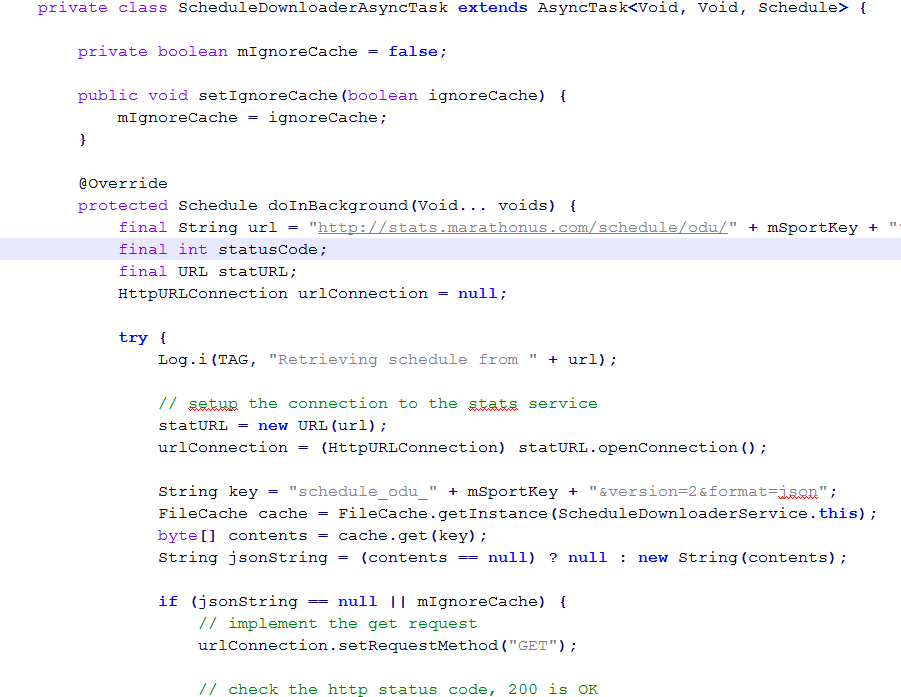 private class ScheduleDownloaderAsyncTask extends AsyncTask<Void, Void, Schedule> {
private boolean mIgnoreCache = false;
public void setIgnoreCache(boolean ignoreCache) {
mIgnoreCache = ignoreCache;
}
@Override
protected Schedule doInBackground(Void... voids) {
final String url = "http://stats.marathonus.com/schedule/odu/" + mSportKey + "
final int statusCode;
final URL statURL;
HttpURLConnection urlConnection = null;
try {
Log.i(TAG, "Retrieving schedule from " + url);
// setup the connection to the stats service
statURL = new URL(url);
urlConnection = (HttpURLConnection) statURL.openConnection();
String key = "schedule_odu_" + mSportKey + "&version=2&format=json";
FileCache cache = FileCache.getInstance(ScheduleDownloaderService.this);
byte[] contents = cache.get(key);
String jsonString = (contents == null) ? null : new String(contents);
if (jsonString == null || mIgnoreCache) {
// implement the get request
urlConnection.setRequestMethod("GET");
// check the http status code, 200 is OK